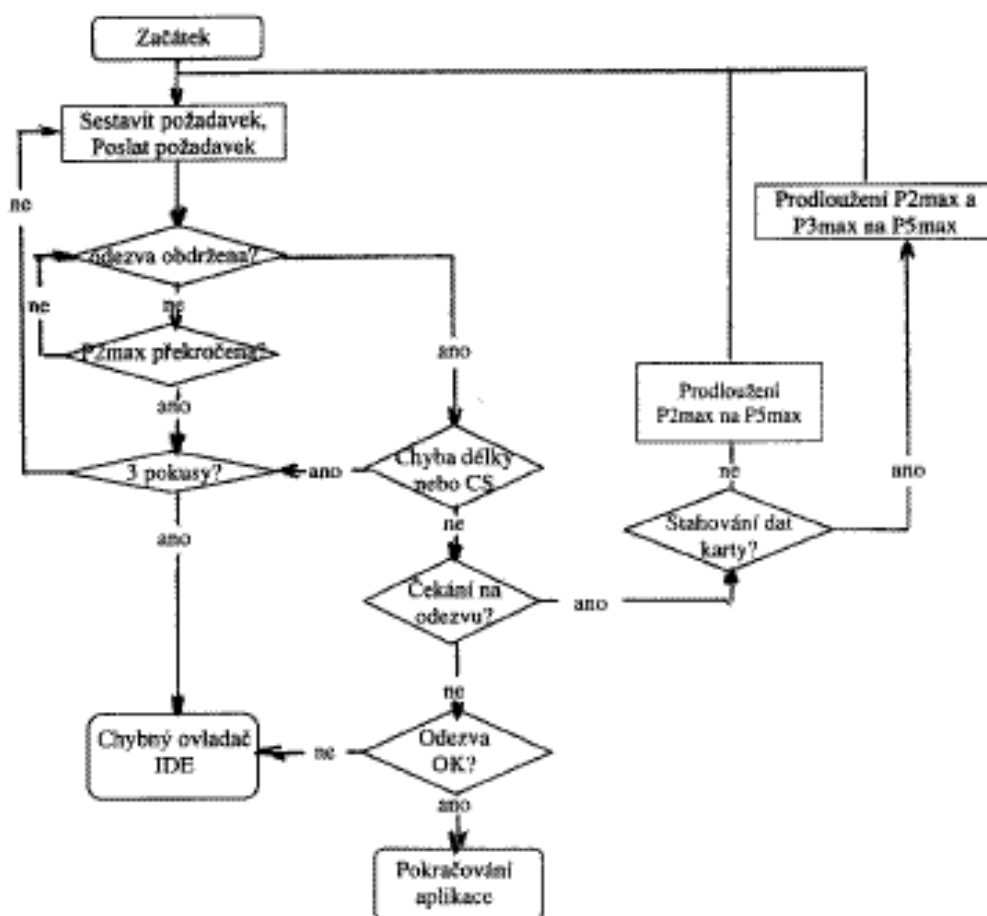 Začátek
Sestavit požadavek,
Poslat požadavek
ne
Prodloužení P2max a
P3max na P5max
odezva obdržena?
ne
ne
P2max překročena?
ano
ano
Prodloužení
P2max na P5max
3 pokusy?
ano
Chyba délky
nebo CS
ne
ano
Stahování dat
karty?
ano
ne
Čekání na
odezvu?
ano
ne
Chybný ovladač
IDE
ne
Odezva
OK?
ano
Pokračování
aplikace